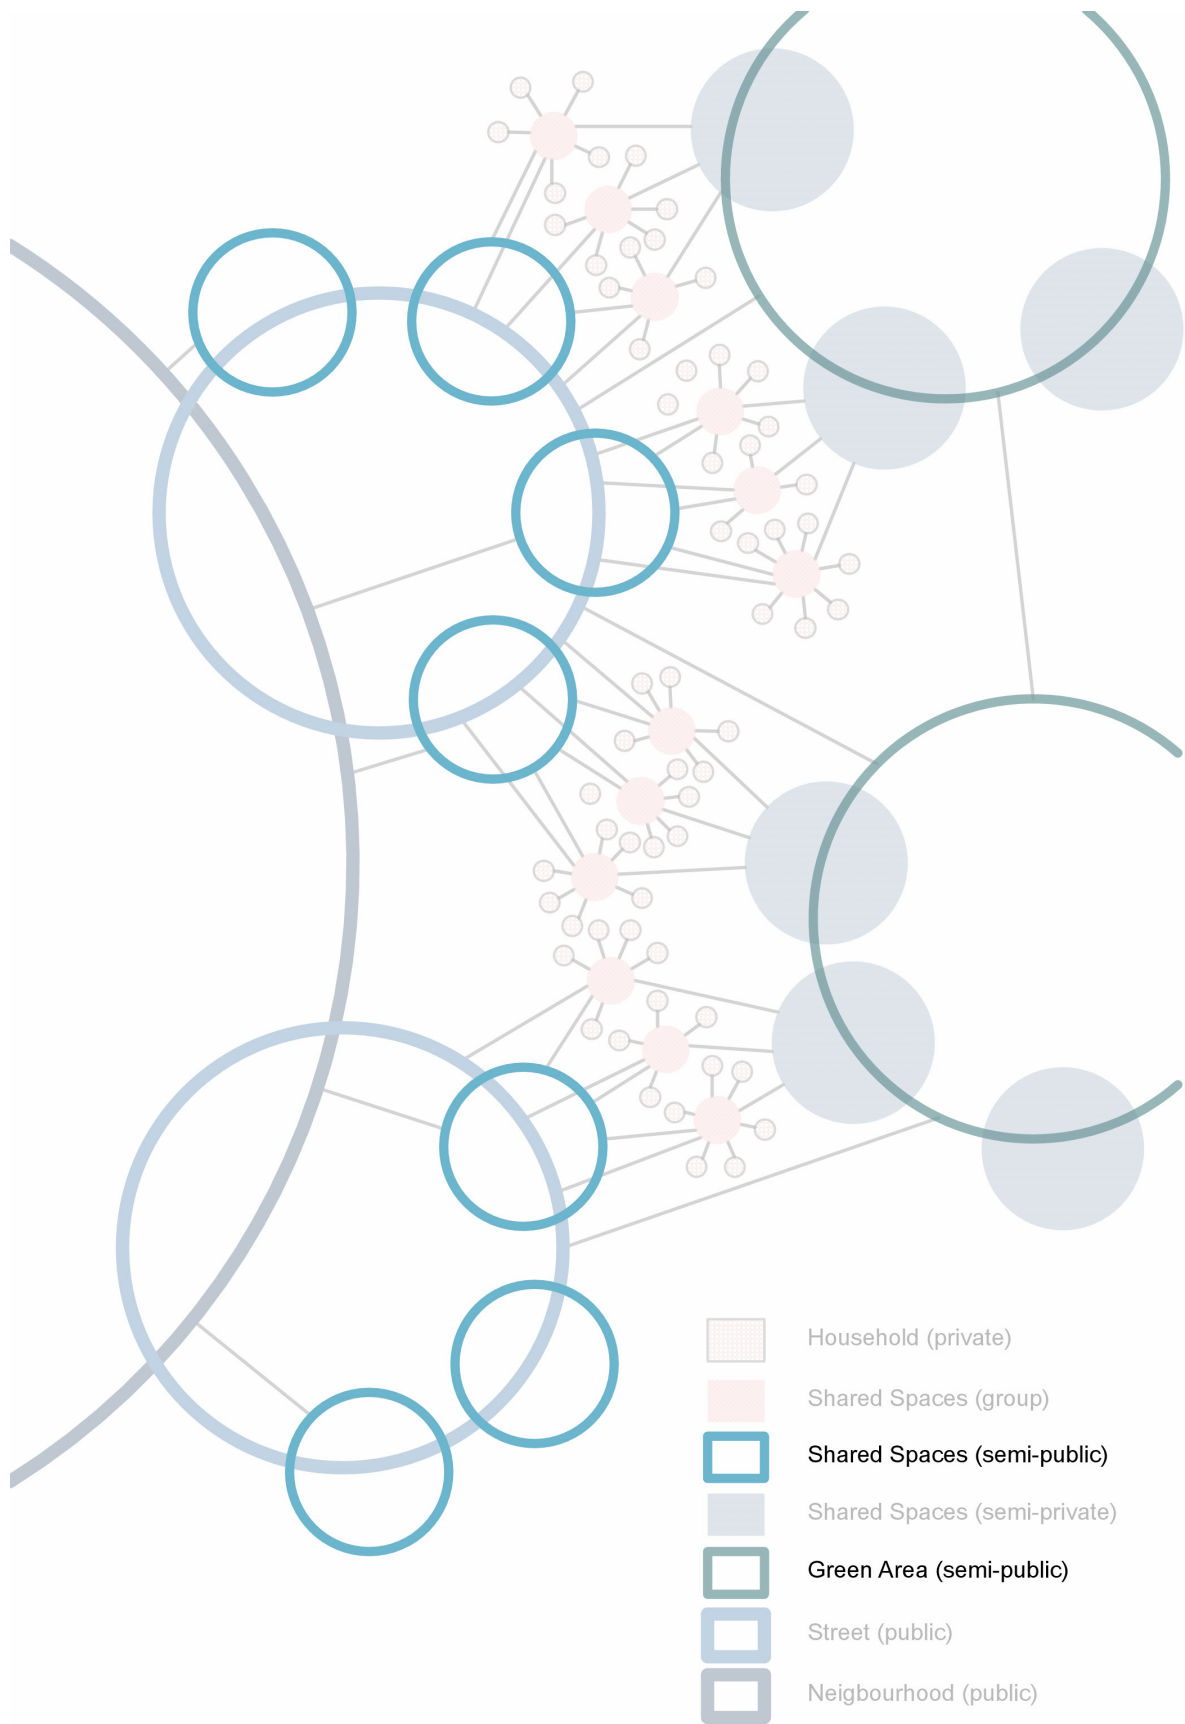 Household (private)
Shared Spaces (group)
Shared Spaces (semi-public)
Shared Spaces (semi-private)
Green Area (semi-public)
Street (public)
Neigbourhood (public)